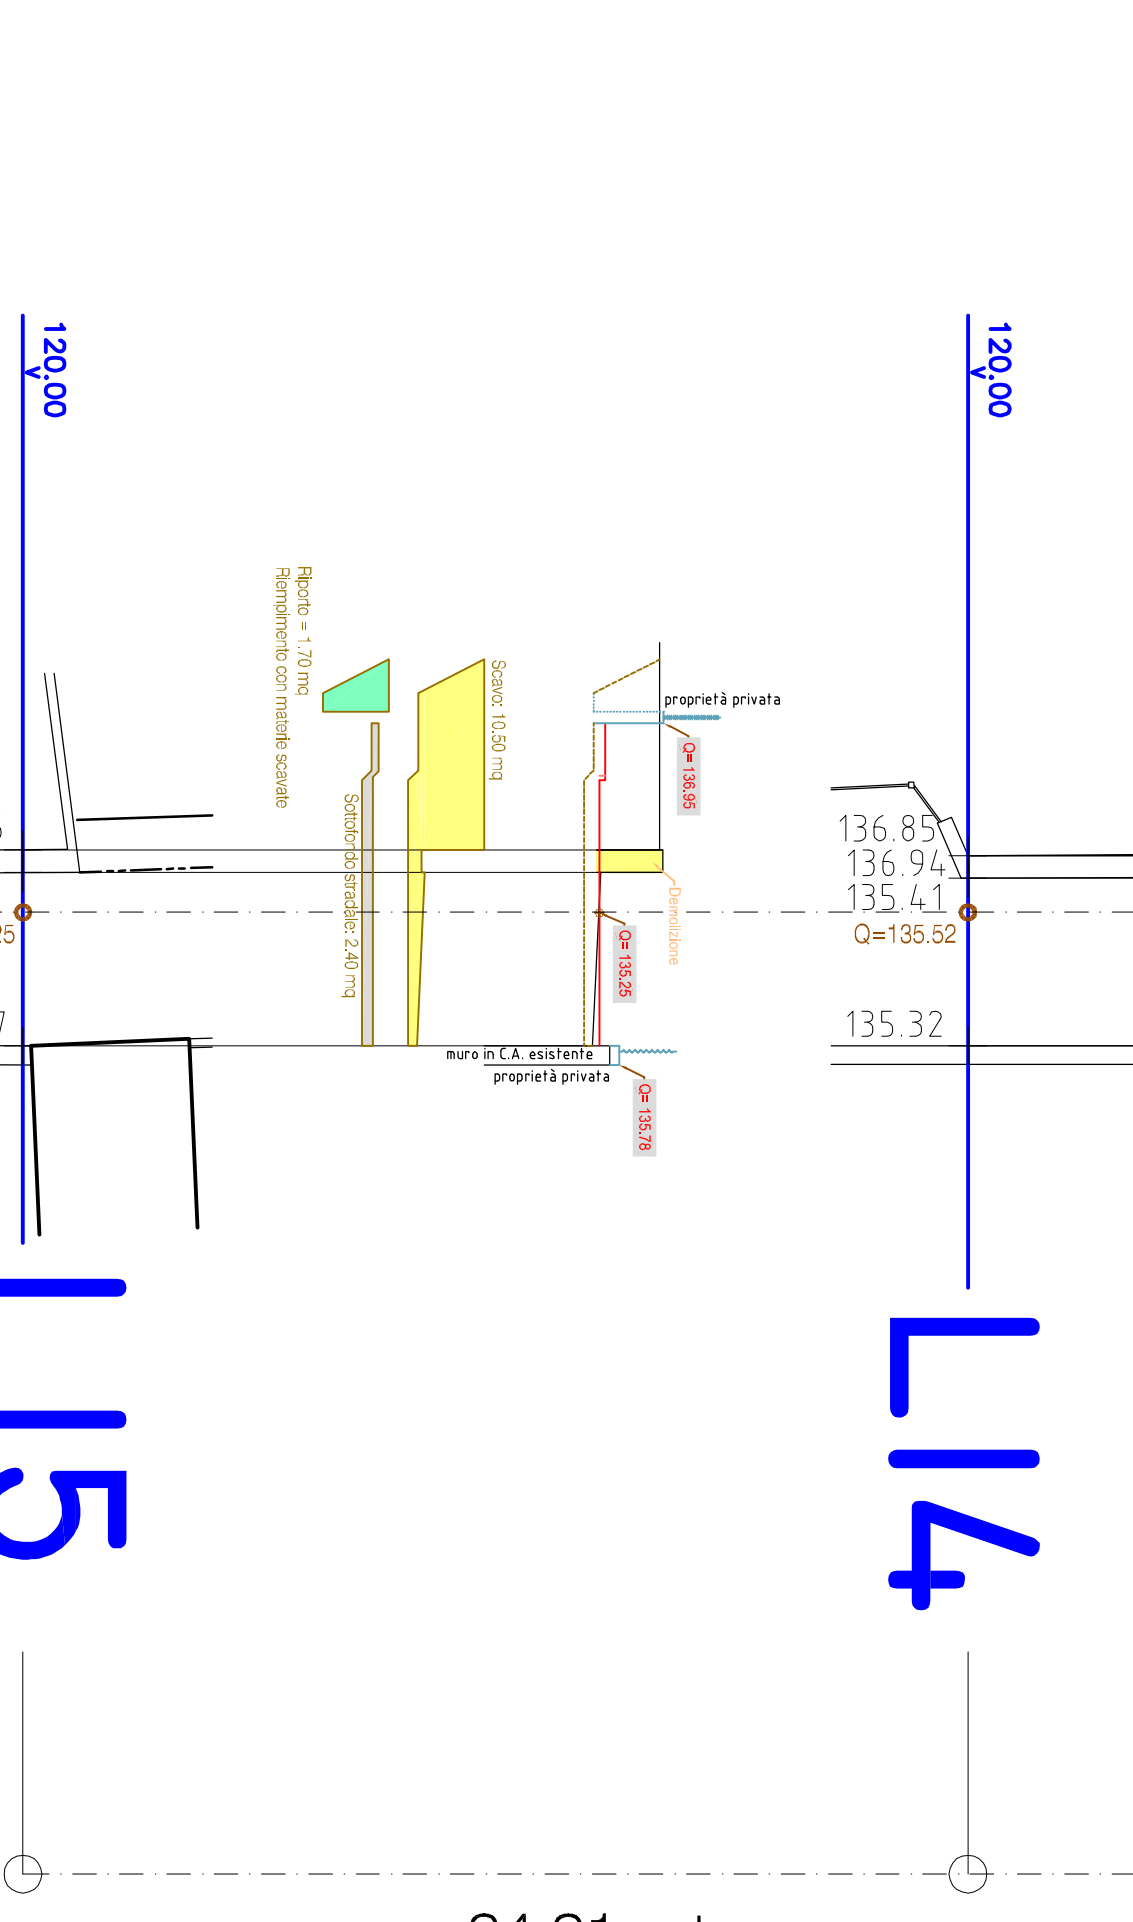 120.00
120.00
Riporto = 1.70 mq
Riempimento con materie scavate
Scavo: 10.50 mq
Sottofondo stradale: 2.40 mq
proprietà privata
Q= 136.95
Demolizione
Q= 135.25
muro in C.A. esistente
proprietà privata
Q= 135.78
136.85
136.94
135.41
Q=135.52
135.32
25
7
L15
L14